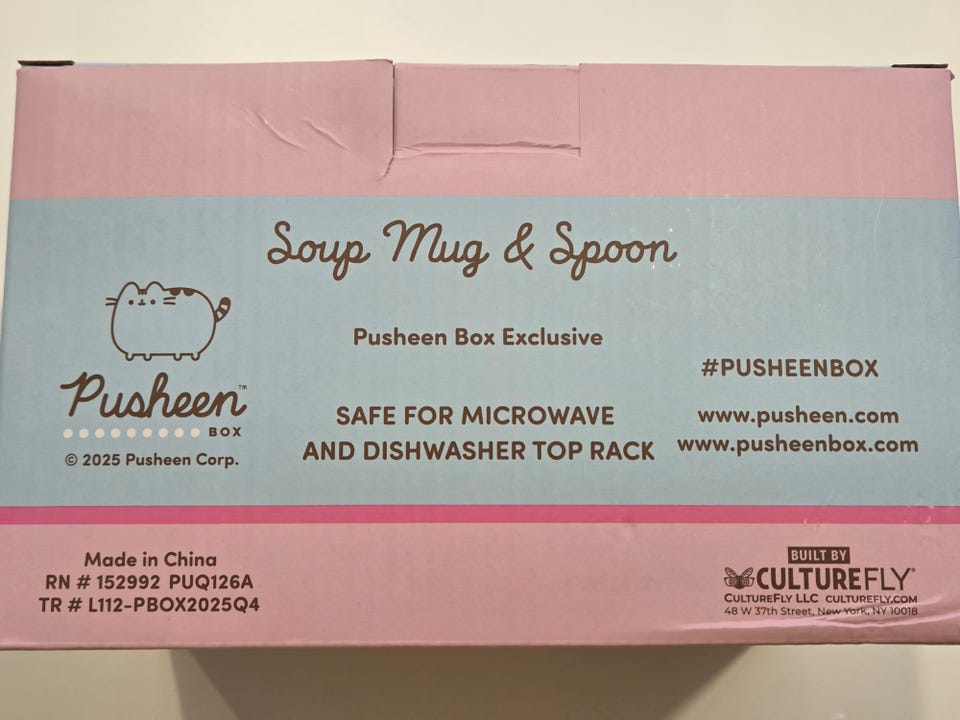 Soup Mug & Spoon
Pusheen Box Exclusive
SAFE FOR MICROWAVE
AND DISHWASHER TOP RACK
Pusheen™
BOX
© 2025 Pusheen Corp.
#PUSHEENBOX
www.pusheen.com
www.pusheenbox.com
Made in China
RN # 152992 PUQ126A
TR # L112-PBOX2025Q4
BUILT BY
CULTUREFLY®
CULTUREFLY LLC CULTUREFLY.COM
48 W 37th Street, New York, NY 10018